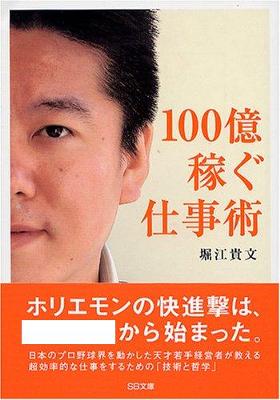 100億
稼ぐ
仕事術
堀江貴文
ホリエモンの快進撃は、
から始まった。
日本のプロ野球界を動かした天才若手経営者が教える
超効率的な仕事をするための「技術と哲学」
SB文庫